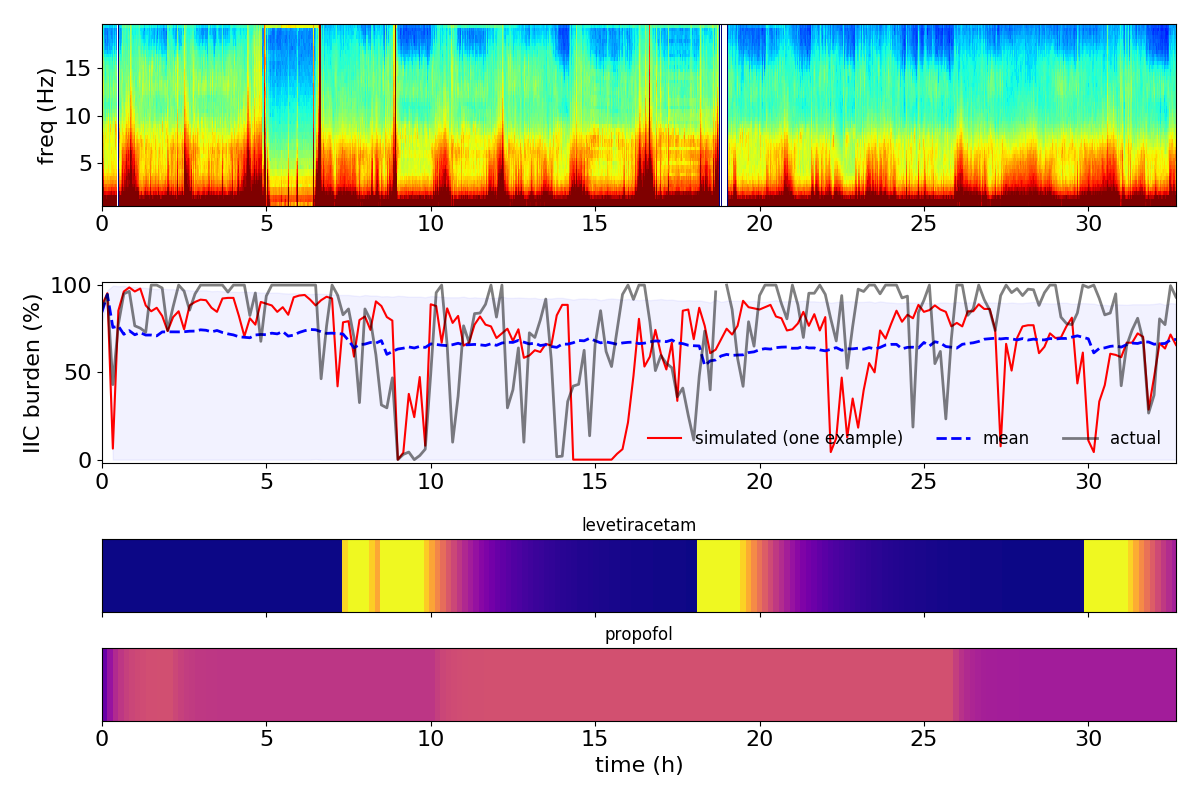 freq (Hz)
15
10
5
0 5 10 15 20 25 30
IIC burden (%)
100
50
0
simulated (one example) mean actual
0 5 10 15 20 25 30
levetiracetam
propofol
0 5 10 15 20 25 30
time (h)